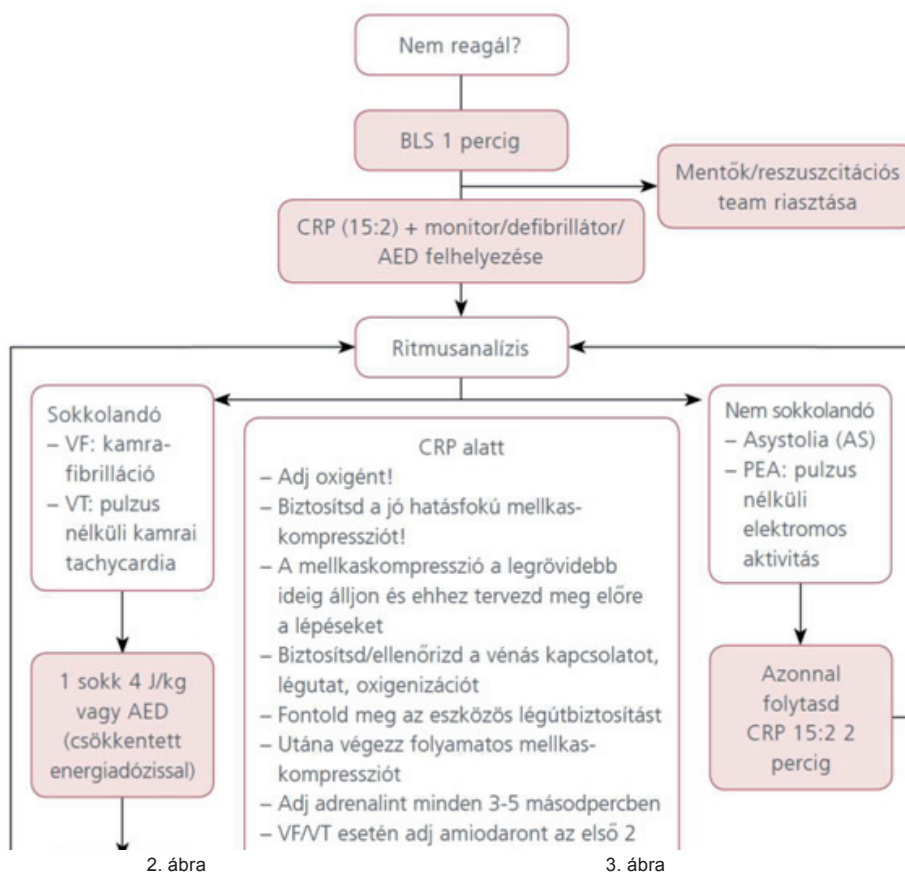 Nem reagál?
BLS 1 percig
Mentők/reszuszcitációs
team riasztása
CRP (15:2) + monitor/defibrillátor/
AED felhelyezése
Ritmusanalízis
Sokkolandó
– VF: kamra-
fibrilláció
– VT: pulzus
nélküli kamrai
tachycardia
CRP alatt
– Adj oxigént!
– Biztosítsd a jó hatásfokú mellkas-
kompressziót!
– A mellkaskompresszió a legrövidebb
ideig álljon és ehhez tervezd meg előre
a lépéseket
– Biztosítsd/ellenőrizd a vénás kapcsolatot,
légutat, oxigenizációt
– Fontold meg az eszközös légútbiztosítást
– Utána végezz folyamatos mellkas-
kompressziót
– Adj adrenalint minden 3-5 másodpercben
– VF/VT esetén adj amiodaront az első 2
Nem sokkolandó
– Asystolia (AS)
– PEA: pulzus
nélküli
elektromos
aktivitás
1 sokk 4 J/kg
vagy AED
(csökkentett
energiadózissal)
Azonnal
folytasd
CRP 15:2 2
percig
2. ábra
3. ábra